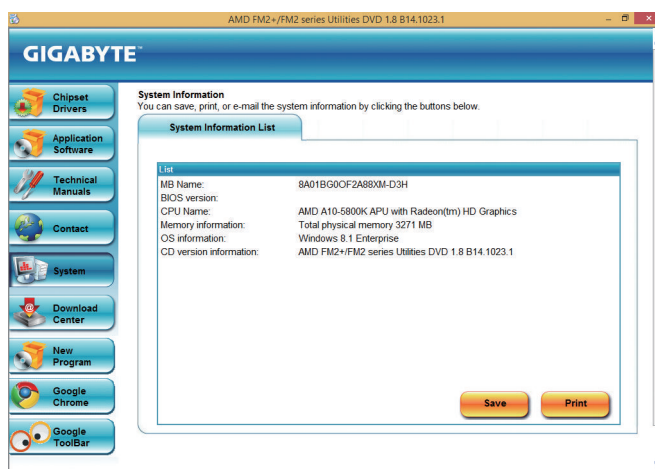 AMD FM2+/FM2 series Utilities DVD 1.8 B14.1023.1
GIGABYTE™
Chipset
Drivers
Application
Software
Technical
Manuals
Contact
System
Download
Center
New
Program
Google
Chrome
Google
ToolBar
System Information
You can save, print, or e-mail the system information by clicking the buttons below.
System Information List
List
MB Name: 8A01BG0OF2A88XM-D3H
BIOS version:
CPU Name: AMD A10-5800K APU with Radeon(tm) HD Graphics
Memory information: Total physical memory 3271 MB
OS information: Windows 8.1 Enterprise
CD version information: AMD FM2+/FM2 series Utilities DVD 1.8 B14.1023.1
Save Print